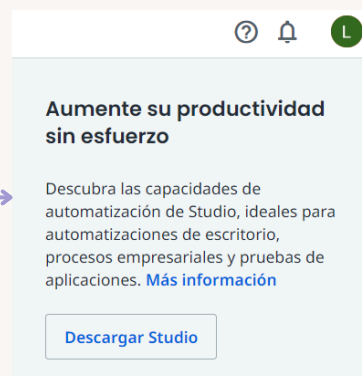 L
Aumente su productividad
sin esfuerzo
Descubra las capacidades de
automatización de Studio, ideales para
automatizaciones de escritorio,
procesos empresariales y pruebas de
aplicaciones. Más información
Descargar Studio